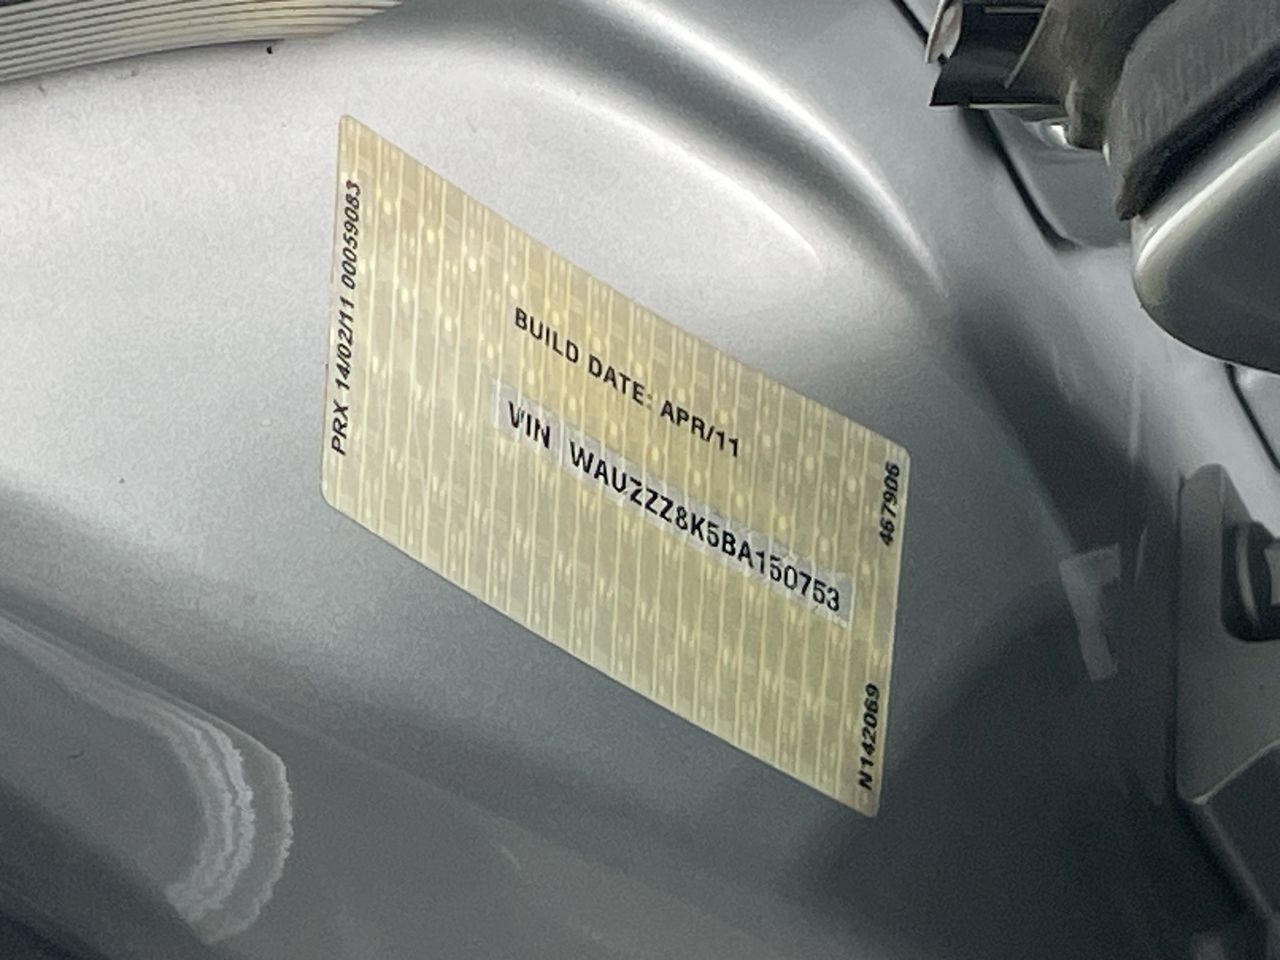 PRX 14/02/11 00059083
BUILD DATE: APR/11
VIN WAUZZZ8K5BA150753
467906
N142069